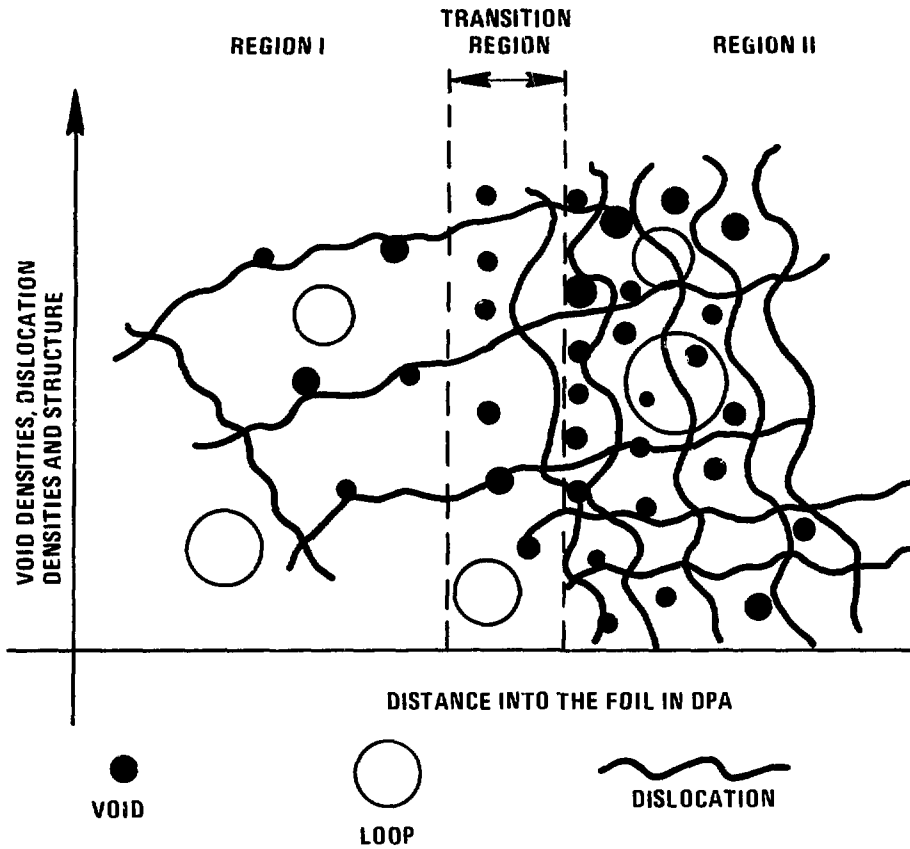 TRANSITION
REGION I
REGION
REGION II
VOID DENSITIES, DISLOCATION
DENSITIES AND STRUCTURE
DISTANCE INTO THE FOIL IN DPA
VOID
LOOP
DISLOCATION